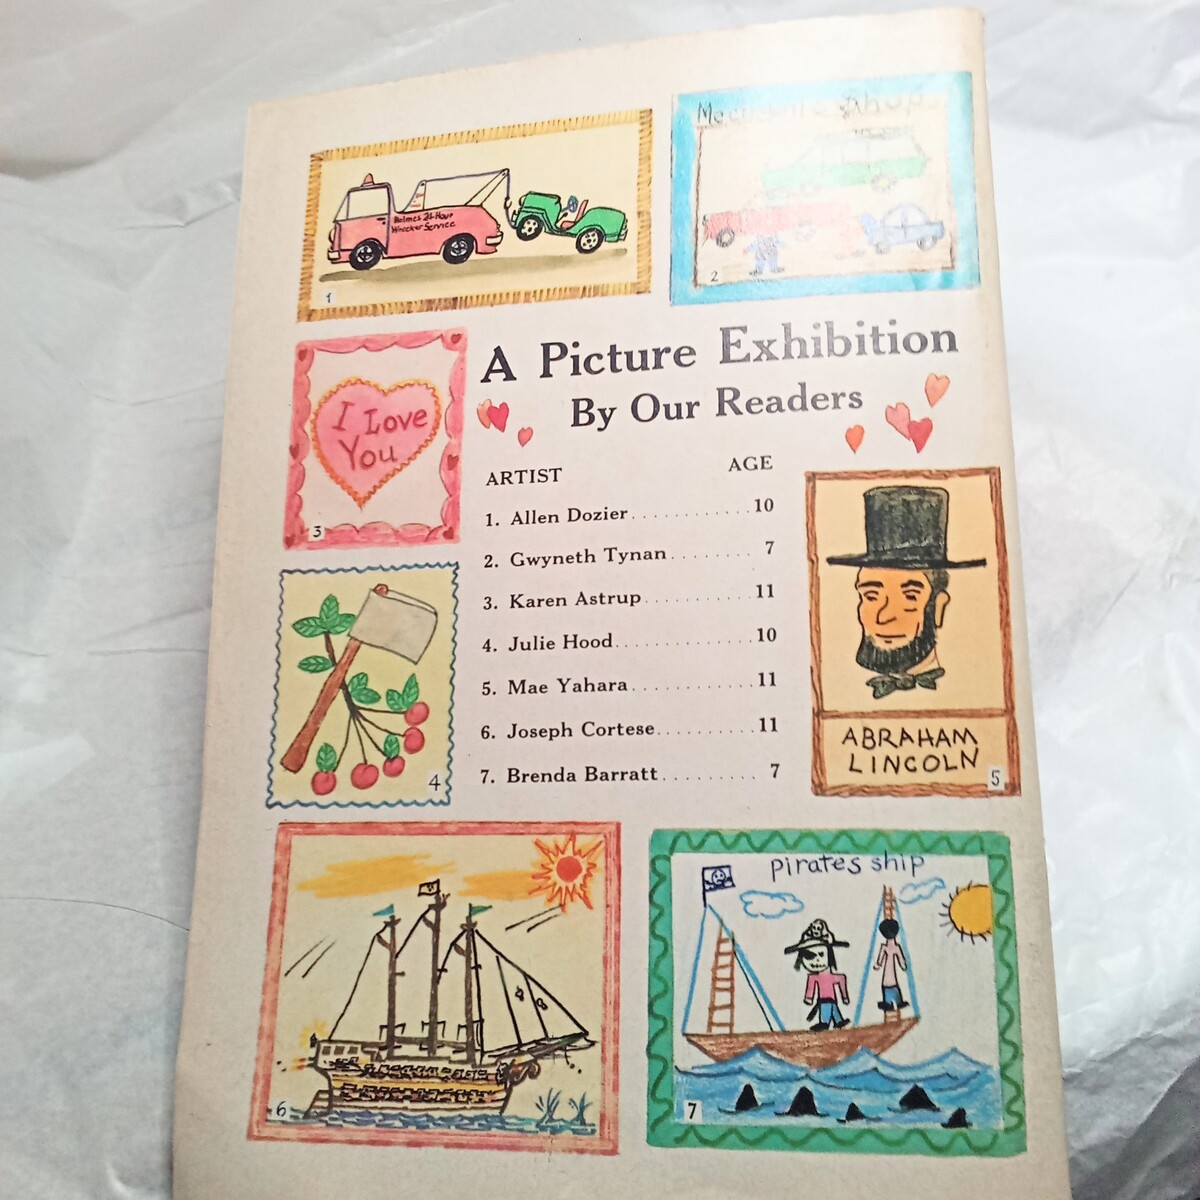 Holmes 24 Hour
Wrecker Service
1
Mechanic Shop
2
A Picture Exhibition
By Our Readers
I Love
You
3
ARTIST AGE
1. Allen Dozier............10
2. Gwyneth Tynan........ 7
3. Karen Astrup...........11
4. Julie Hood..............10
5. Mae Yahara............11
6. Joseph Cortese.........11
7. Brenda Barratt......... 7
4
ABRAHAM
LINCOLN
5
6
pirates ship
7